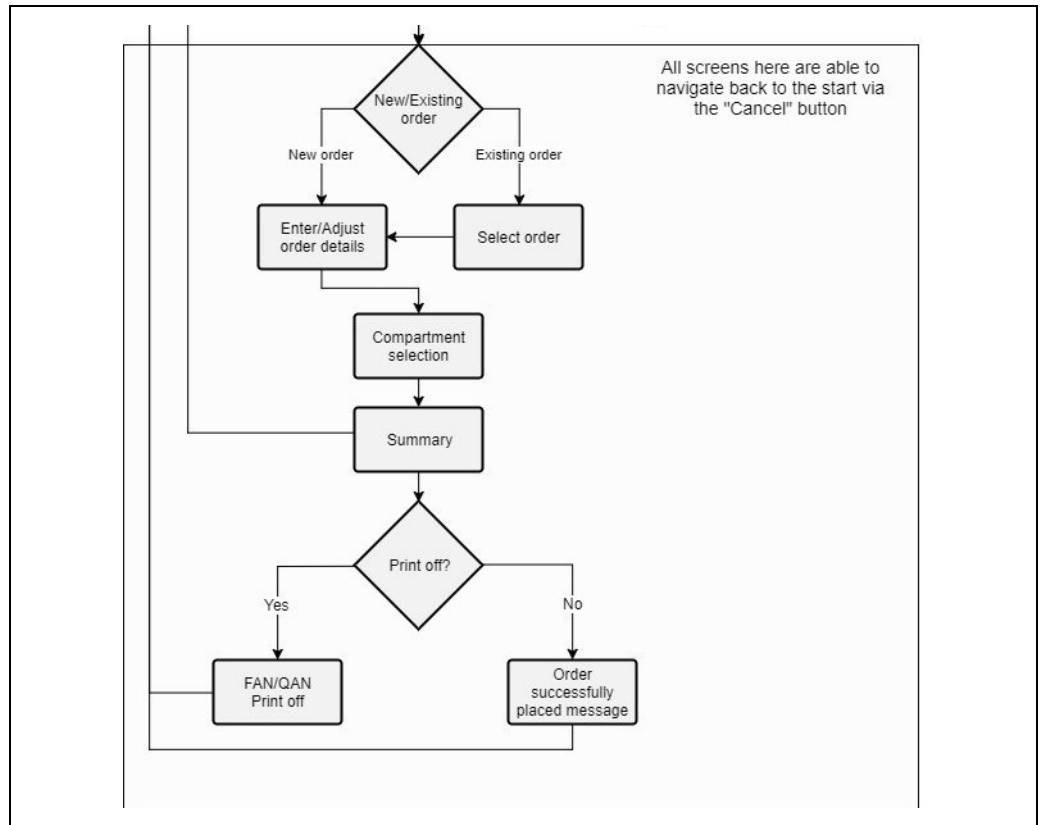 All screens here are able to
navigate back to the start via
the "Cancel" button
New/Existing
order
New order
Existing order
Enter/Adjust
order details
Select order
Compartment
selection
Summary
Print off?
Yes
No
FAN/QAN
Print off
Order
successfully
placed message